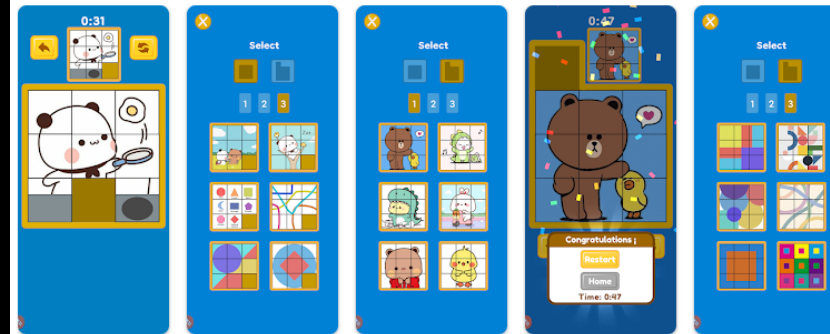 0:31
Select
1 2 3
Select
1 2 3
0:47
Congratulations ¡
Restart
Home
Time: 0:47
Select
1 2 3